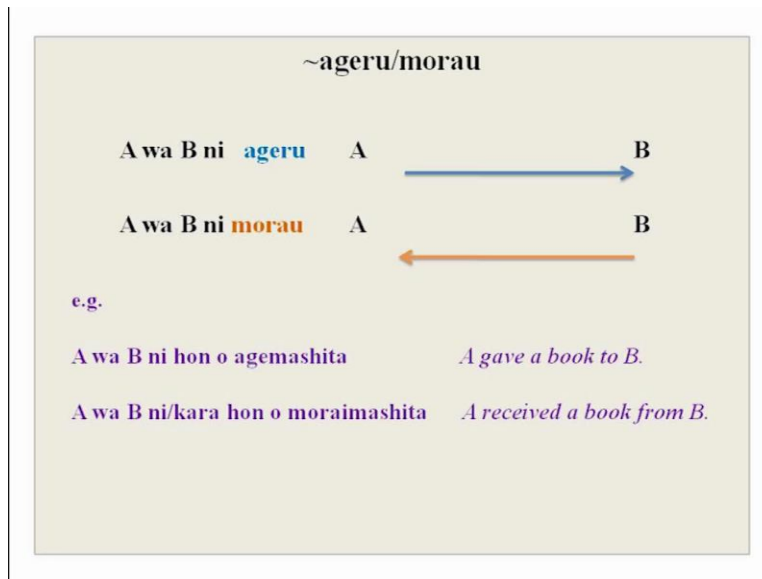 ~ageru/morau
A wa B ni ageru A B
A wa B ni morau A B
e.g.
A wa B ni hon o agemashita A gave a book to B.
A wa B ni/kara hon o moraimashita A received a book from B.